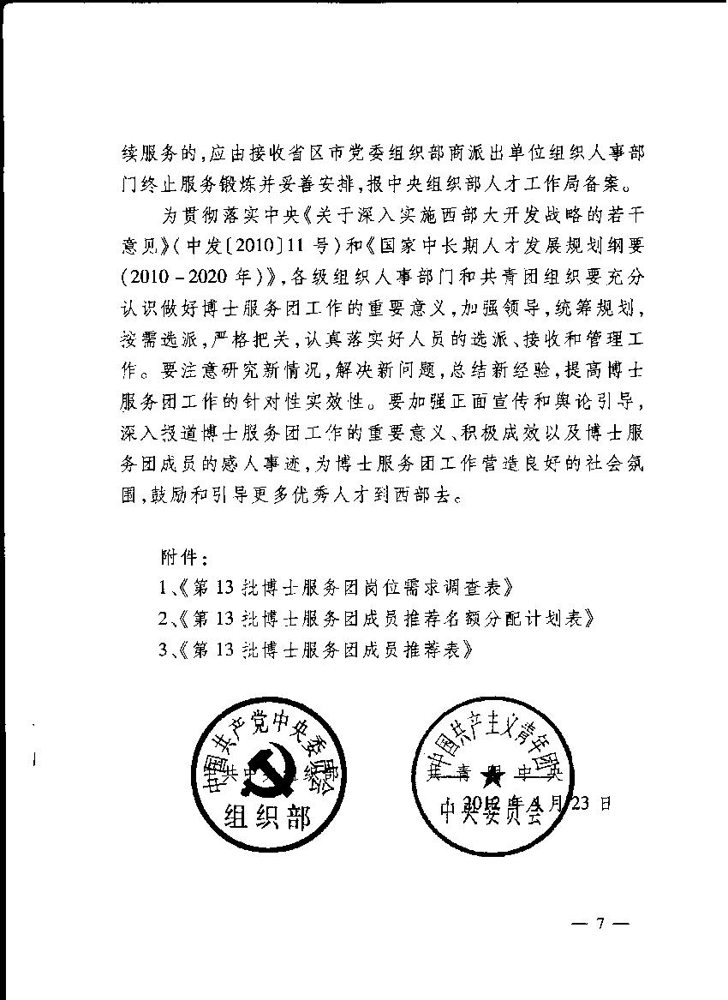 续服务的,应由接收省区市党委组织部商派出单位组织人事部
门终止服务锻炼并妥善安排,报中央组织部人才工作局备案。
为贯彻落实中央《关于深入实施西部大开发战略的若干
意见》(中发〔2010〕11 号)和《国家中长期人才发展规划纲要
(2010-2020 年)》,各级组织人事部门和共青团组织要充分
认识做好博士服务团工作的重要意义,加强领导,统筹规划,
按需选派,严格把关,认真落实好人员的选派、接收和管理工
作。要注意研究新情况,解决新问题,总结新经验,提高博士
服务团工作的针对性实效性。要加强正面宣传和舆论引导,
深入报道博士服务团工作的重要意义、积极成效以及博士服
务团成员的感人事迹,为博士服务团工作营造良好的社会氛
围,鼓励和引导更多优秀人才到西部去。
附件:
1、《第 13 批博士服务团岗位需求调查表》
2、《第 13 批博士服务团成员推荐名额分配计划表》
3、《第 13 批博士服务团成员推荐表》
中国共产党中央委员会
组织部
中国共产主义青年团
共青团中央
中央委员会
2012 年 4 月 23 日
— 7 —